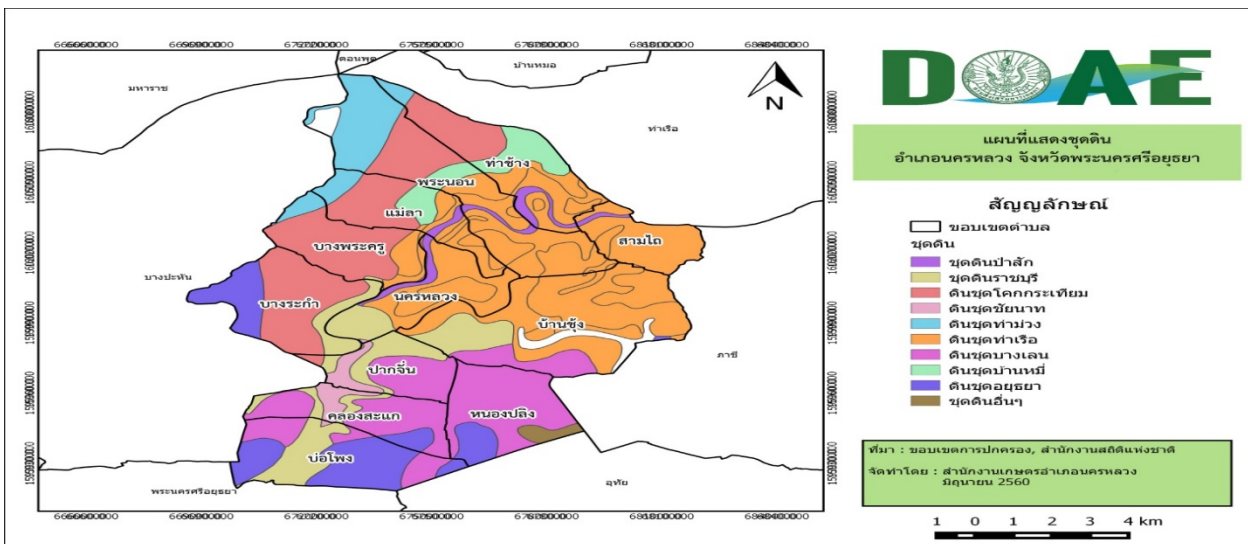 DOAE
แผนที่แสดงชุดดิน
อำเภอนครหลวง จังหวัดพระนครศรีอยุธยา
สัญญลักษณ์
ขอบเขตตำบล
ชุดดิน
ชุดดินป่าสัก
ชุดดินราชบุรี
ดินชุดโคกกระเทียม
ดินชุดชัยนาท
ดินชุดท่าม่วง
ดินชุดท่าเรือ
ดินชุดบางเลน
ดินชุดบ้านหมี่
ดินชุดอยุธยา
ชุดดินอื่นๆ
ที่มา : ขอบเขตการปกครอง, สำนักงานสถิติแห่งชาติ
จัดทำโดย : สำนักงานเกษตรอำเภอนครหลวง
มิถุนายน 2560
1 0 1 2 3 4 km
N
ดอนพุด
บ้านหมอ
มหาราช
ท่าเรือ
ท่าช้าง
พระนอน
แม่ลา
สามไถ
บางพระครู
บางปะหัน
บางระกำ
นครหลวง
บ้านชุ้ง
ภาชี
ปากจั่น
คลองสะแก
หนองปลิง
บ่อโพง
พระนครศรีอยุธยา
อุทัย